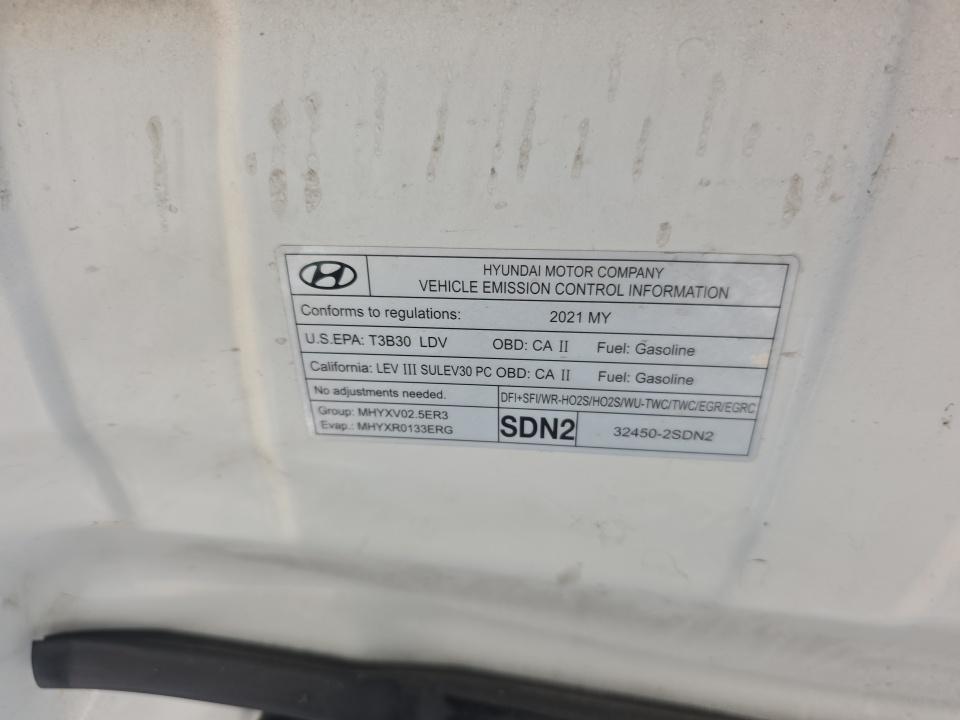 HYUNDAI MOTOR COMPANY
VEHICLE EMISSION CONTROL INFORMATION
Conforms to regulations: 2021 MY
U.S.EPA: T3B30 LDV OBD: CA II Fuel: Gasoline
California: LEV III SULEV30 PC OBD: CA II Fuel: Gasoline
No adjustments needed. DFI+SFI/WR-HO2S/HO2S/WU-TWC/TWC/EGR/EGRC
Group: MHYXV02.5ER3
Evap.: MHYXR0133ERG
SDN2 32450-2SDN2